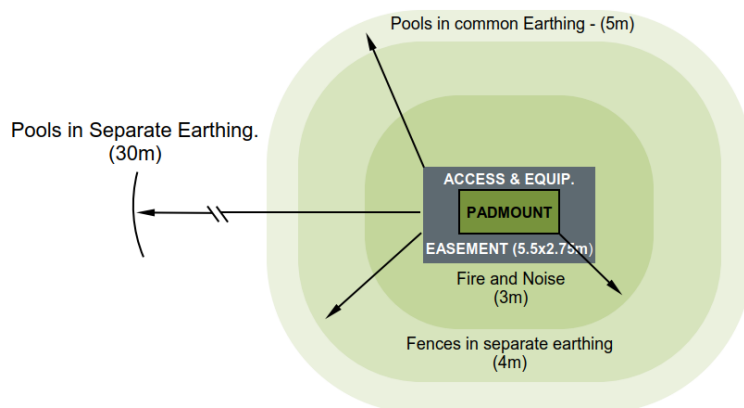 Pools in common Earthing - (5m)
Pools in Separate Earthing.
(30m)
ACCESS & EQUIP.
PADMOUNT
EASEMENT (5.5x2.75m)
Fire and Noise
(3m)
Fences in separate earthing
(4m)